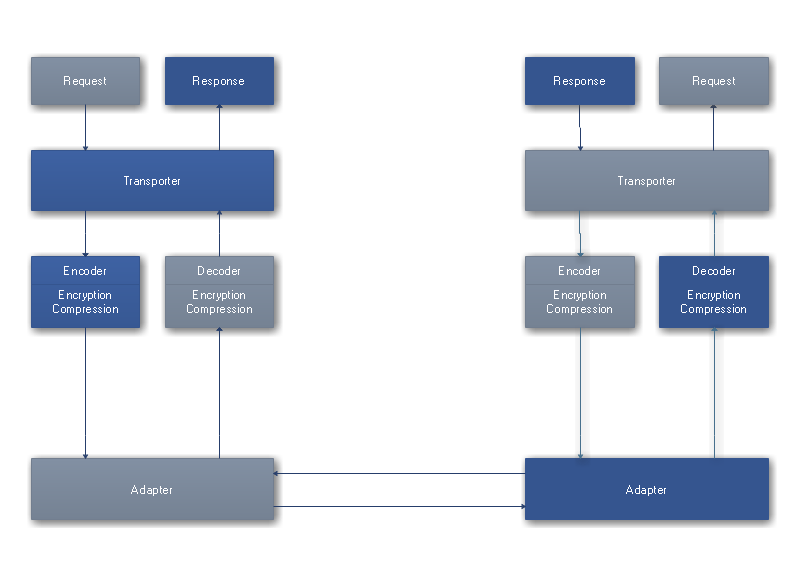 Request
Response
Response
Request
Transporter
Transporter
Encoder
Encryption
Compression
Decoder
Encryption
Compression
Encoder
Encryption
Compression
Decoder
Encryption
Compression
Adapter
Adapter